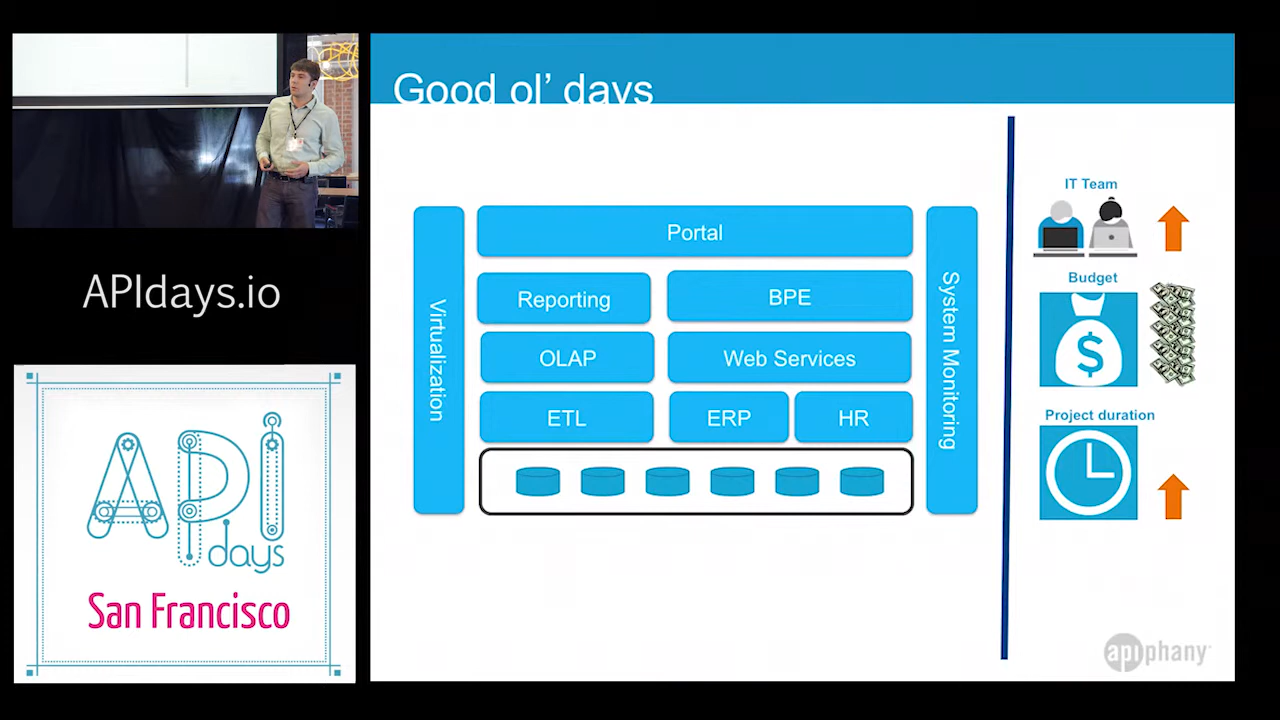 Good ol' days
APIdays.io
API
days
San Francisco
Virtualization
Portal
Reporting
BPE
OLAP
Web Services
ETL
ERP
HR
System Monitoring
IT Team
Budget
$
Project duration
apiphany